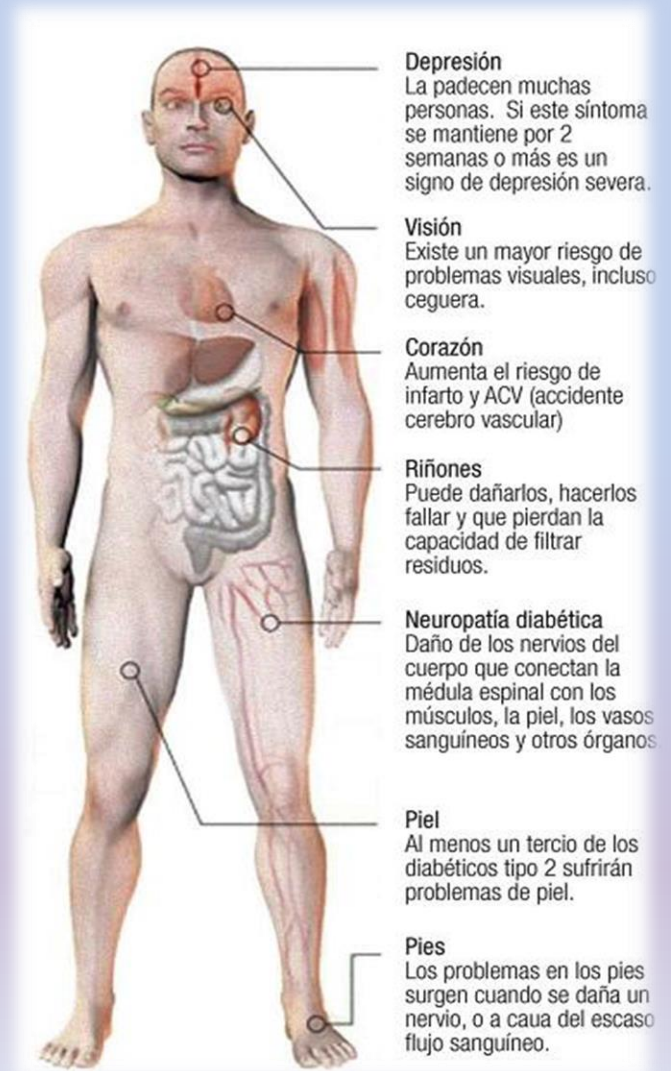 Depresión
La padecen muchas
personas. Si este síntoma
se mantiene por 2
semanas o más es un
signo de depresión severa.
Visión
Existe un mayor riesgo de
problemas visuales, incluso
ceguera.
Corazón
Aumenta el riesgo de
infarto y ACV (accidente
cerebro vascular)
Riñones
Puede dañarlos, hacerlos
fallar y que pierdan la
capacidad de filtrar
residuos.
Neuropatía diabética
Daño de los nervios del
cuerpo que conectan la
médula espinal con los
músculos, la piel, los vasos
sanguíneos y otros órganos.
Piel
Al menos un tercio de los
diabéticos tipo 2 sufrirán
problemas de piel.
Pies
Los problemas en los pies
surgen cuando se daña un
nervio, o a caua del escaso
flujo sanguíneo.